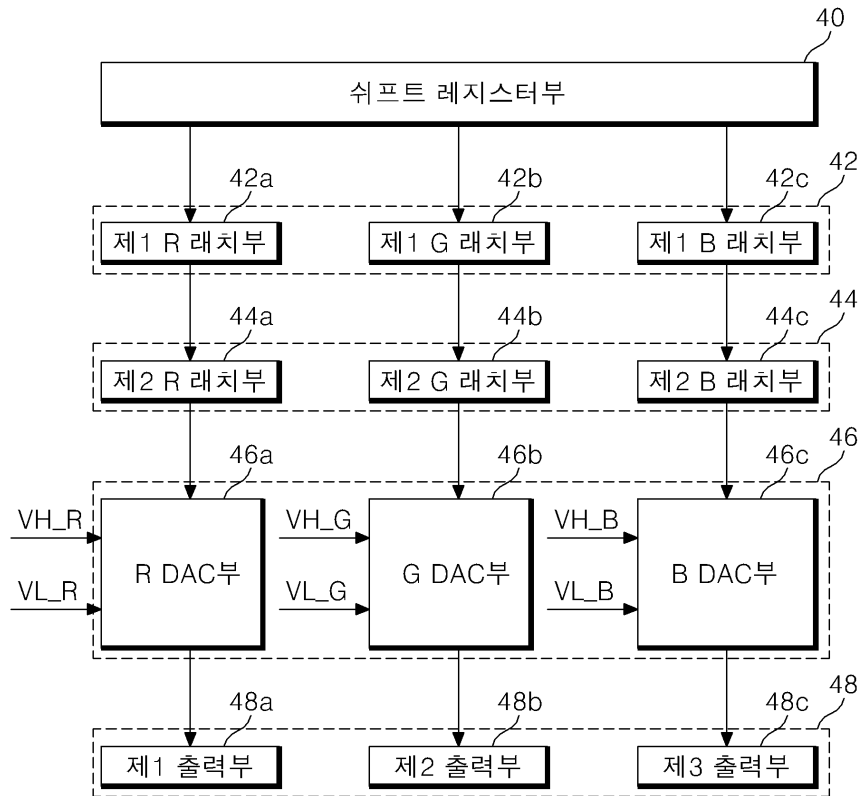 40
쉬프트 레지스터부
42
42a 42b 42c
제1 R 래치부 제1 G 래치부 제1 B 래치부
44
44a 44b 44c
제2 R 래치부 제2 G 래치부 제2 B 래치부
46
46a 46b 46c
VH_R VH_G VH_B
R DAC부 G DAC부 B DAC부
VL_R VL_G VL_B
48
48a 48b 48c
제1 출력부 제2 출력부 제3 출력부